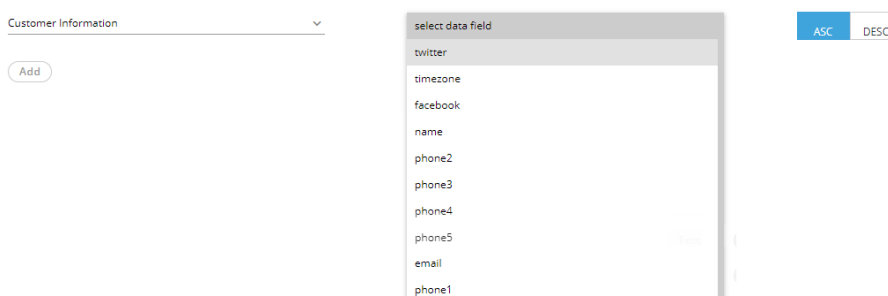 Customer Information
select data field
ASC DESC
twitter
Add
timezone
facebook
name
phone2
phone3
phone4
phone5
email
phone1